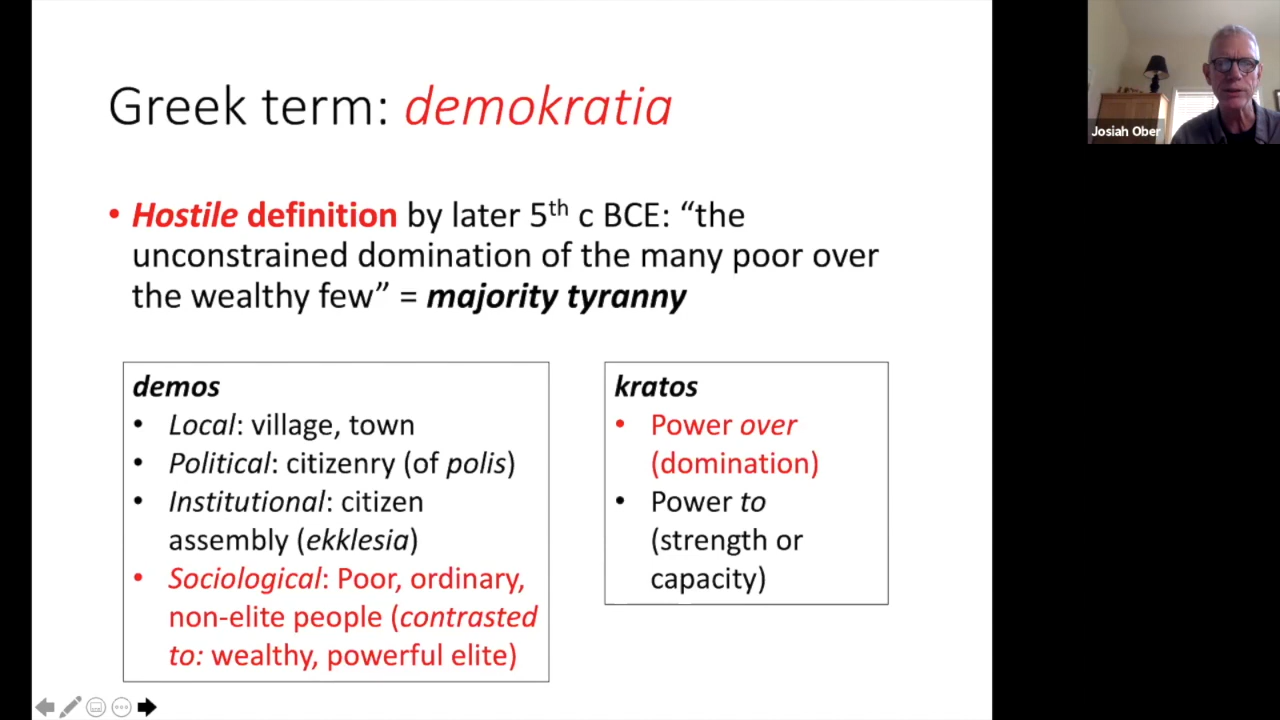 Greek term: demokratia
• Hostile definition by later 5th c BCE: “the
unconstrained domination of the many poor over
the wealthy few” = majority tyranny
demos
• Local: village, town
• Political: citizenry (of polis)
• Institutional: citizen
assembly (ekklesia)
• Sociological: Poor, ordinary,
non-elite people (contrasted
to: wealthy, powerful elite)
kratos
• Power over
(domination)
• Power to
(strength or
capacity)
Josiah Ober